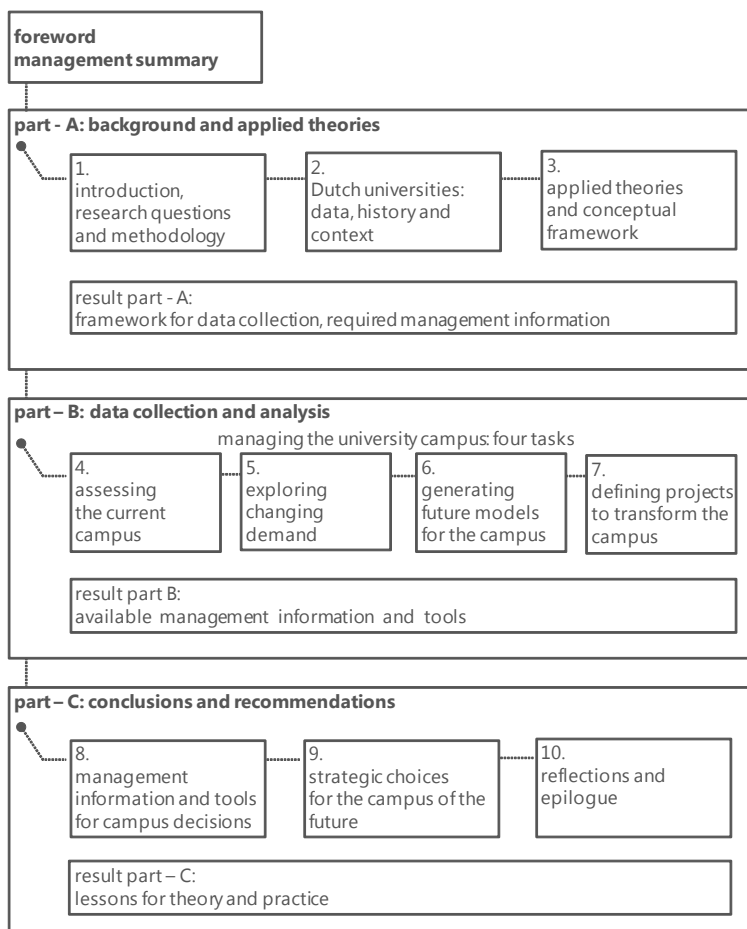 foreword
management summary
part - A: background and applied theories
1.
introduction,
research questions
and methodology
2.
Dutch universities:
data, history and
context
3.
applied theories
and conceptual
framework
result part - A:
framework for data collection, required management information
part – B: data collection and analysis
managing the university campus: four tasks
4.
assessing
the current
campus
5.
exploring
changing
demand
6.
generating
future models
for the campus
7.
defining projects
to transform the
campus
result part B:
available management information and tools
part – C: conclusions and recommendations
8.
management
information and tools
for campus decisions
9.
strategic choices
for the campus of the
future
10.
reflections and
epilogue
result part – C:
lessons for theory and practice